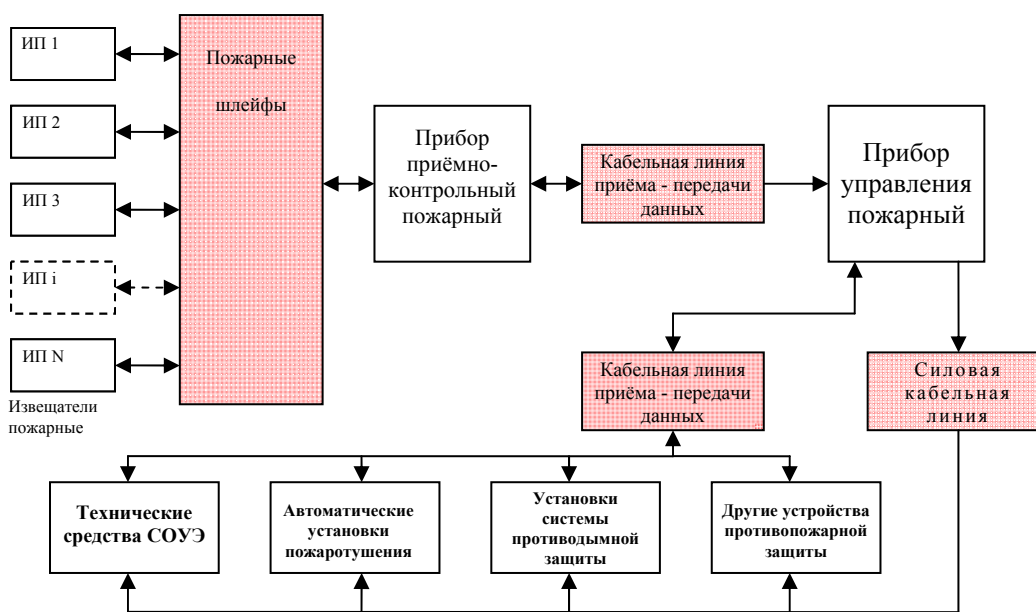 ИП 1
ИП 2
ИП 3
ИП i
ИП N
Извещатели
пожарные
Пожарные
шлейфы
Прибор
приёмно-
контрольный
пожарный
Кабельная линия
приёма - передачи
данных
Прибор
управления
пожарный
Кабельная линия
приёма - передачи
данных
Силовая
кабельная
линия
Технические
средства СОУЭ
Автоматические
установки
пожаротушения
Установки
системы
противодымной
защиты
Другие устройства
противопожарной
защиты